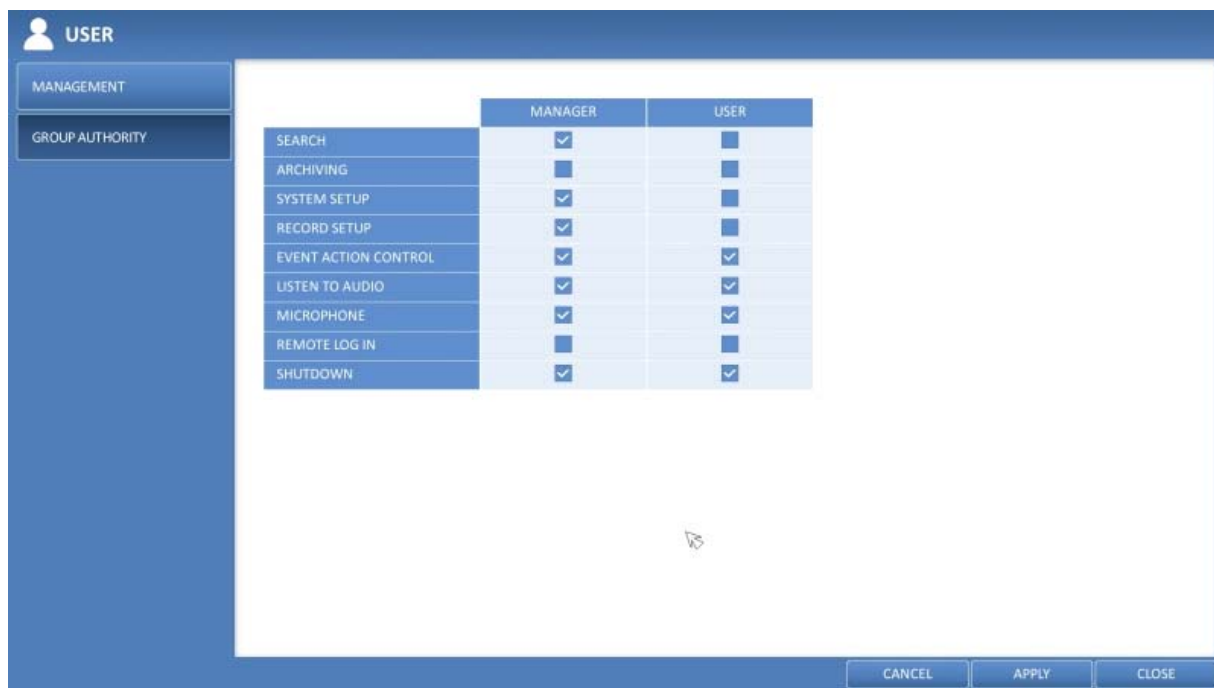 USER
MANAGEMENT
GROUP AUTHORITY
MANAGER USER
SEARCH
ARCHIVING
SYSTEM SETUP
RECORD SETUP
EVENT ACTION CONTROL
LISTEN TO AUDIO
MICROPHONE
REMOTE LOG IN
SHUTDOWN
CANCEL APPLY CLOSE